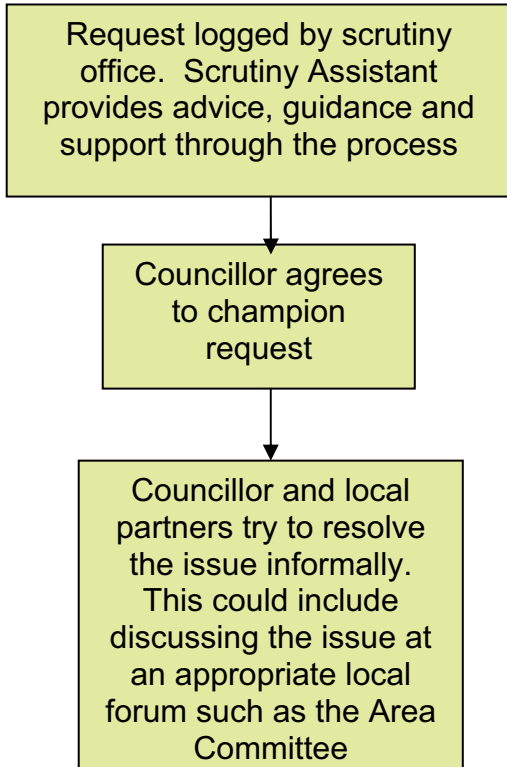 Request logged by scrutiny
office.  Scrutiny Assistant
provides advice, guidance and
support through the process
Councillor agrees
to champion
request
Councillor and local
partners try to resolve
the issue informally.
This could include
discussing the issue at
an appropriate local
forum such as the Area
Committee